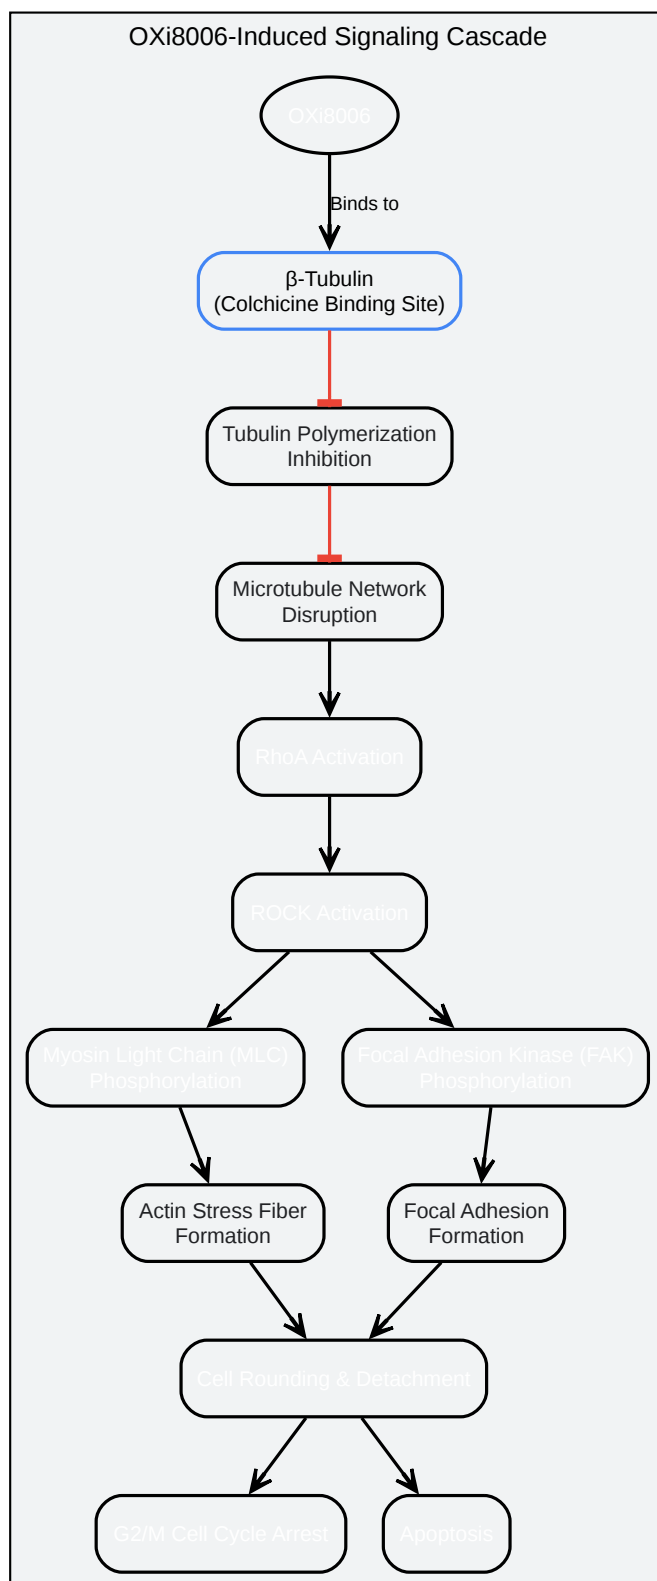 OXi8006-Induced Signaling Cascade
OXi8006
Binds to
β-Tubulin
(Colchicine Binding Site)
Tubulin Polymerization
Inhibition
Microtubule Network
Disruption
RhoA Activation
ROCK Activation
Myosin Light Chain (MLC)
Phosphorylation
Focal Adhesion Kinase (FAK)
Phosphorylation
Actin Stress Fiber
Formation
Focal Adhesion
Formation
Cell Rounding & Detachment
G2/M Cell Cycle Arrest
Apoptosis